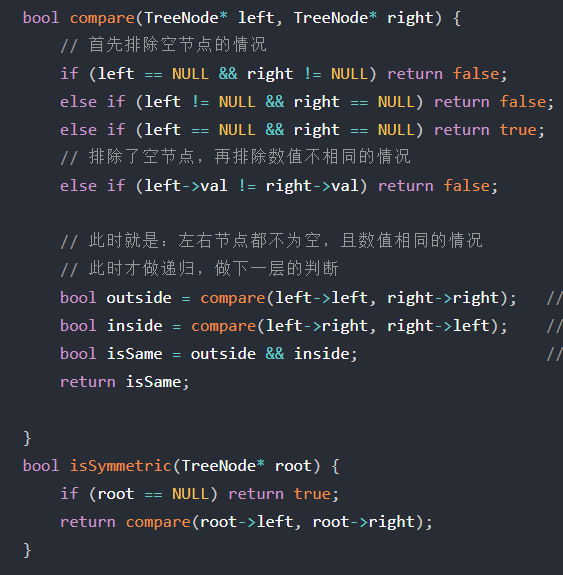 bool compare(TreeNode* left, TreeNode* right) {
// 首先排除空节点的情况
if (left == NULL && right != NULL) return false;
else if (left != NULL && right == NULL) return false;
else if (left == NULL && right == NULL) return true;
// 排除了空节点，再排除数值不相同的情况
else if (left->val != right->val) return false;
// 此时就是：左右节点都不为空，且数值相同的情况
// 此时才做递归，做下一层的判断
bool outside = compare(left->left, right->right); //
bool inside = compare(left->right, right->left); //
bool isSame = outside && inside; //
return isSame;
}
bool isSymmetric(TreeNode* root) {
if (root == NULL) return true;
return compare(root->left, root->right);
}